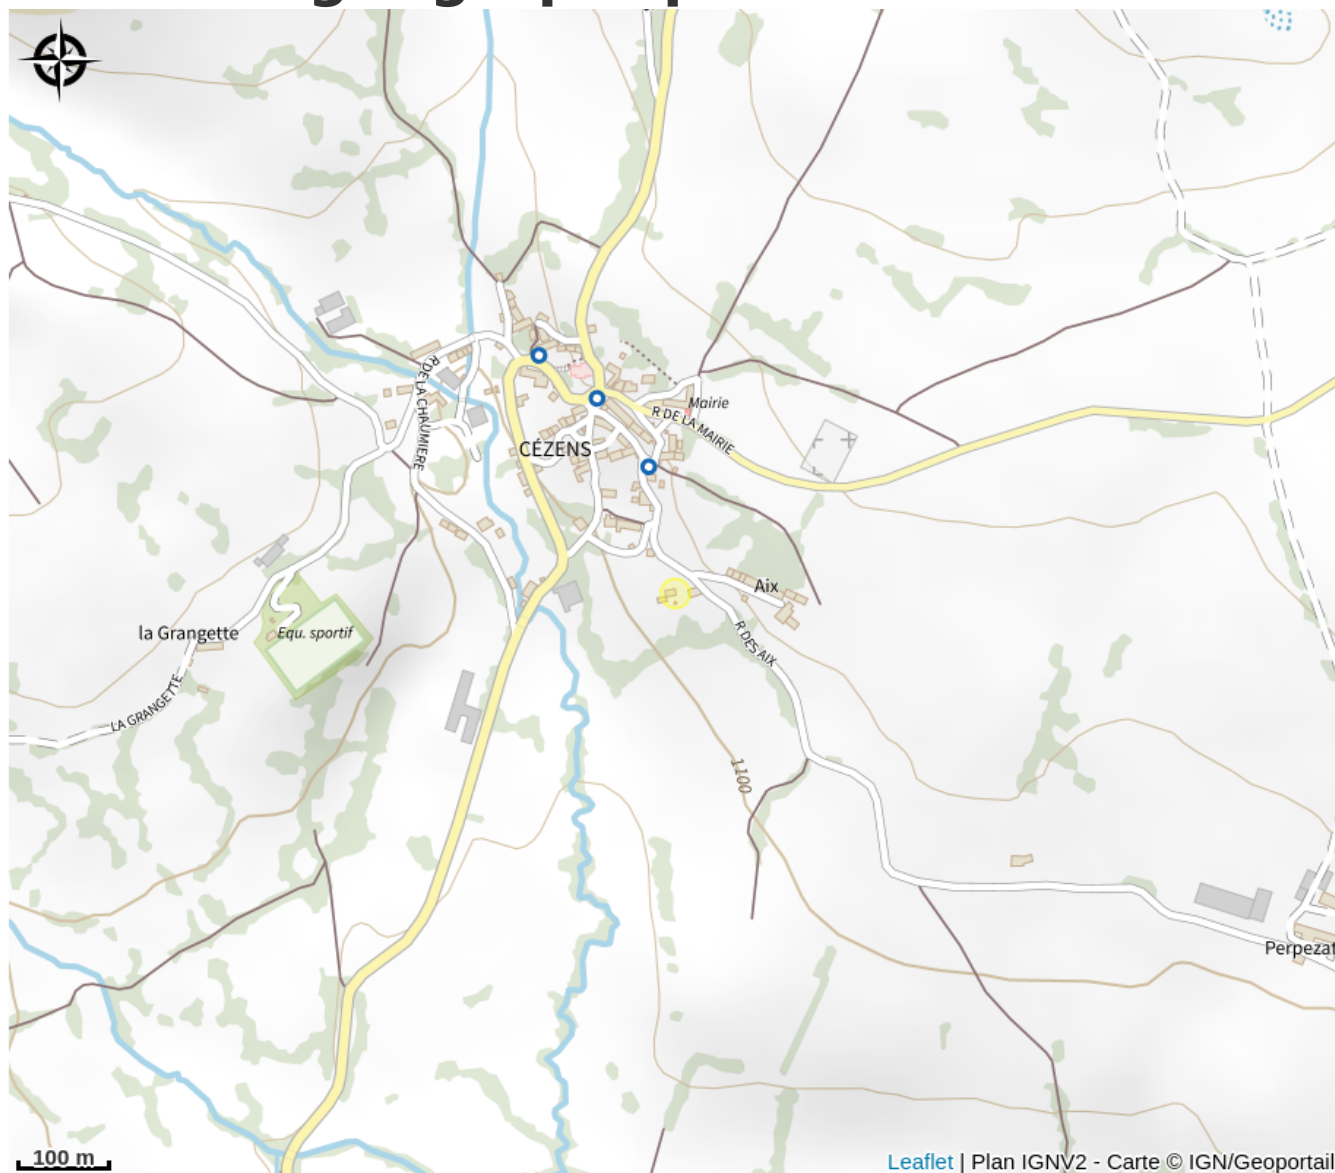 Mairie
R DE LA MAIRIE
R DE LA CHAUMIERE
CÉZENS
Aix
la Grangette
Equ. sportif
R DES AIX
LA GRANGETTE
1100
Perpezat
100 m
Leaflet | Plan IGNV2 - Carte © IGN/Geoportail